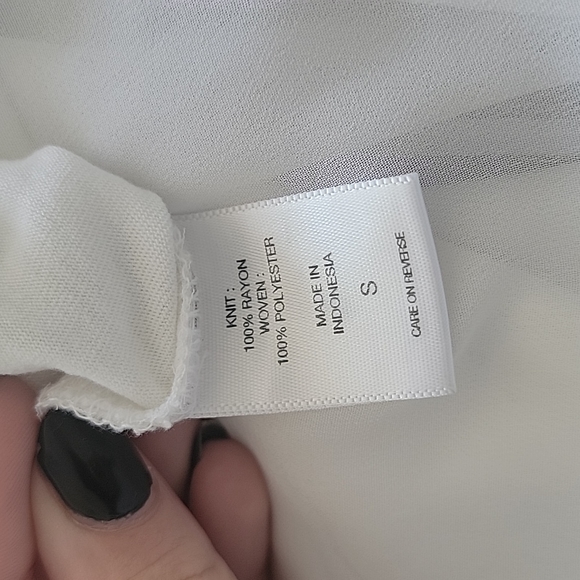 KNIT :
100% RAYON
WOVEN :
100% POLYESTER
MADE IN
INDONESIA
S
CARE ON REVERSE